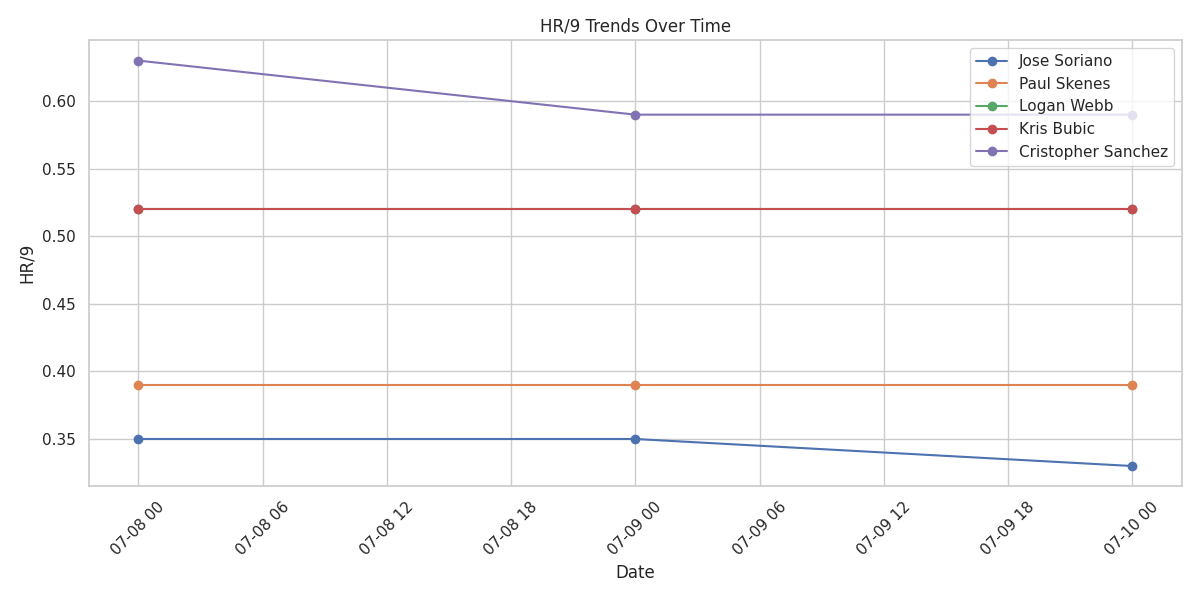 HR/9 Trends Over Time
Jose Soriano
Paul Skenes
Logan Webb
Kris Bubic
Cristopher Sanchez
HR/9
0.60
0.55
0.50
0.45
0.40
0.35
07-08 00
07-08 06
07-08 12
07-08 18
07-09 00
07-09 06
07-09 12
07-09 18
07-10 00
Date